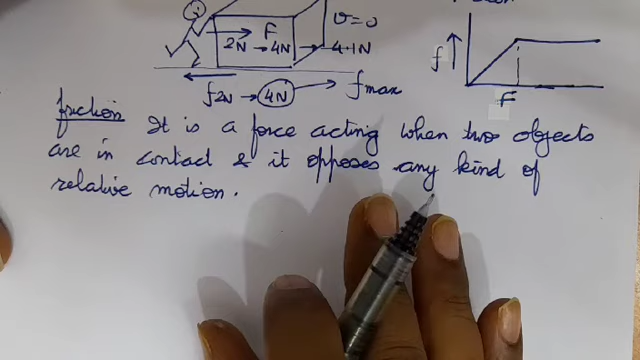 v=0
F
2N → 4N → 4.1N
f 2N → 4N → fmax
f
F
friction It is a force acting when two objects
are in contact & it opposes any kind of
relative motion.